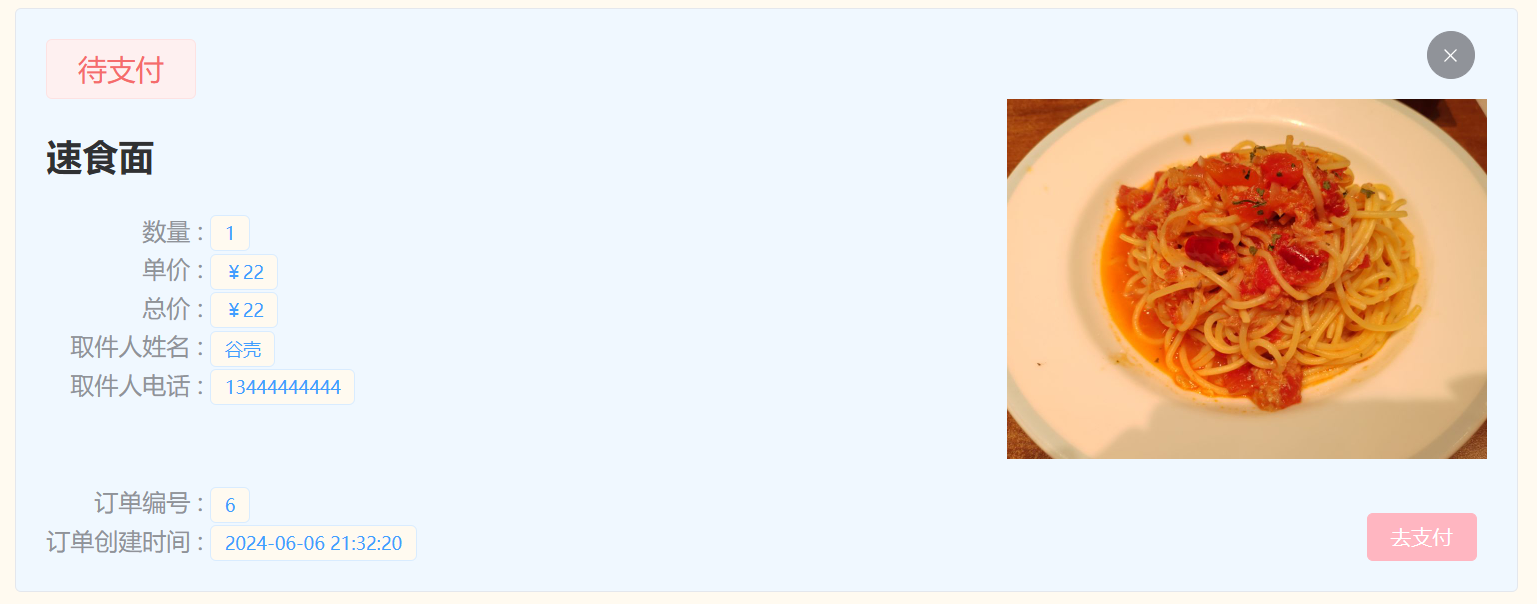 待支付
速食面
数量 : 1
单价 : ￥22
总价 : ￥22
取件人姓名 : 谷壳
取件人电话 : 13444444444
订单编号 : 6
订单创建时间 : 2024-06-06 21:32:20
去支付